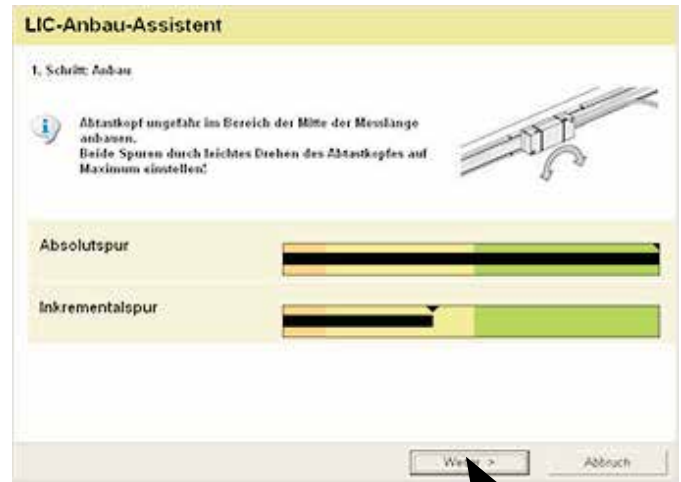 LIC-Anbau-Assistent
1. Schritt: Anbau
Abtastkopf ungefähr im Bereich der Mitte der Messlänge
anbauen.
Beide Spuren durch leichtes Drehen des Abtastkopfes auf
Maximum einstellen!
Absolutspur
Inkrementalspur
Weiter >
Abbruch